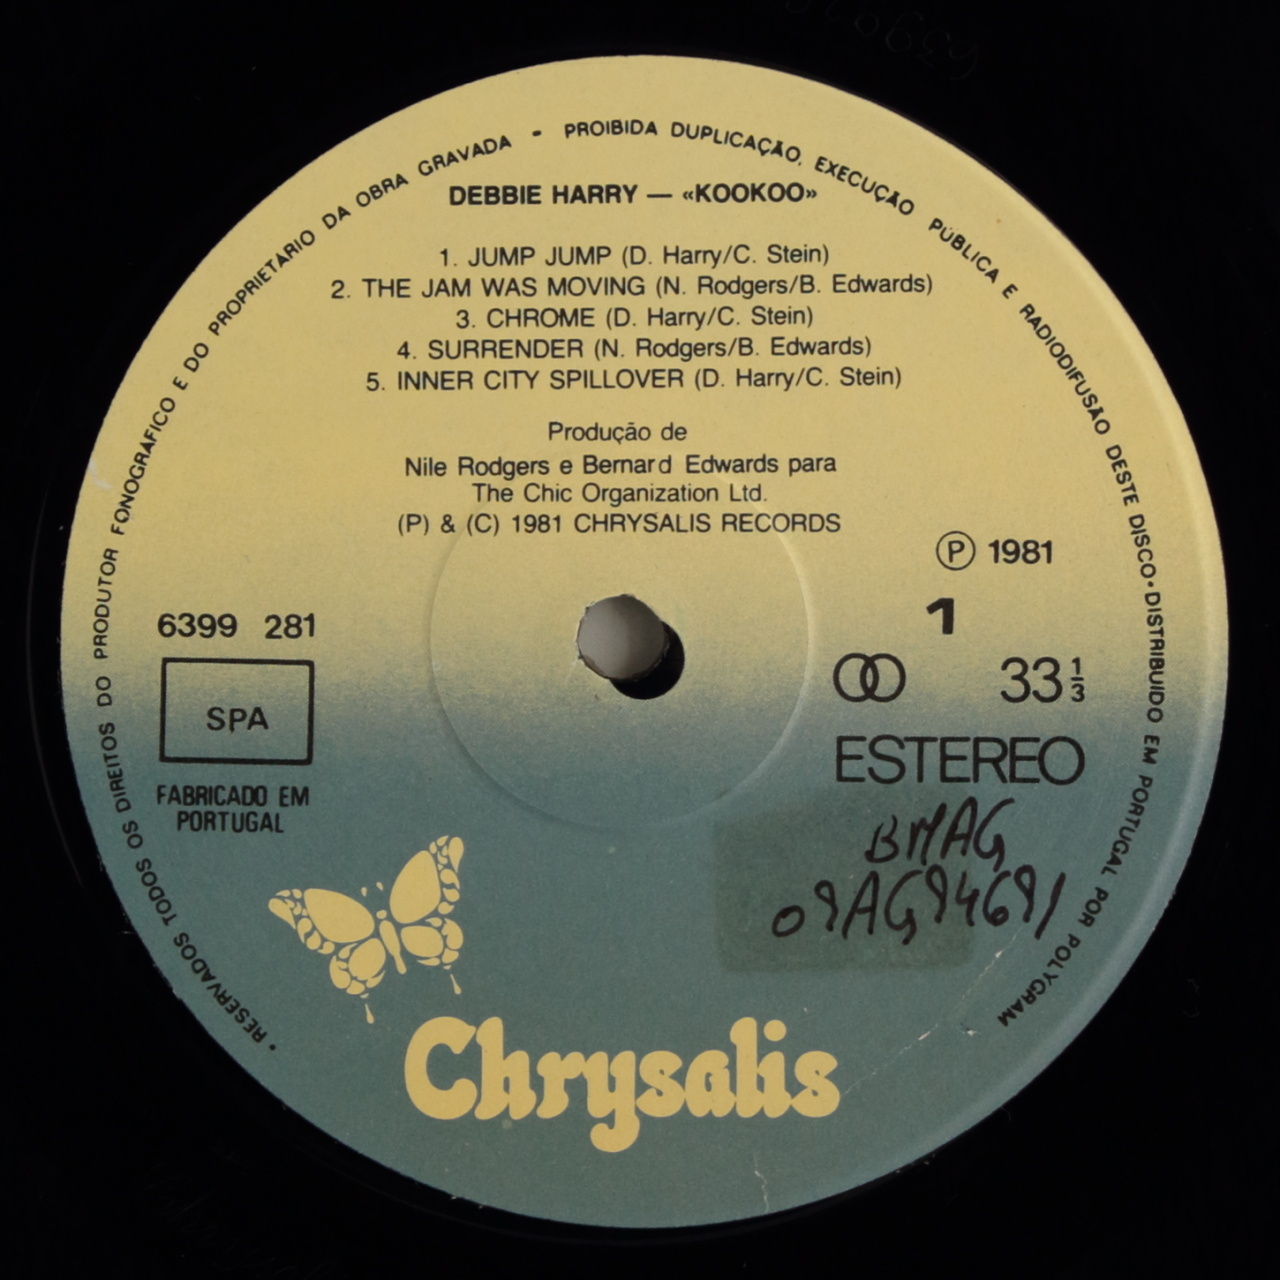 • RESERVADOS TODOS OS DIREITOS DO PRODUTOR FONOGRÁFICO E DO PROPRIETÁRIO DA OBRA GRAVADA - PROIBIDA DUPLICAÇÃO, EXECUÇÃO PÚBLICA E RADIODIFUSÃO DESTE DISCO • DISTRIBUIDO EM PORTUGAL POR POLYGRAM
DEBBIE HARRY — «KOOKOO»
1. JUMP JUMP (D. Harry/C. Stein)
2. THE JAM WAS MOVING (N. Rodgers/B. Edwards)
3. CHROME (D. Harry/C. Stein)
4. SURRENDER (N. Rodgers/B. Edwards)
5. INNER CITY SPILLOVER (D. Harry/C. Stein)
Produção de
Nile Rodgers e Bernard Edwards para
The Chic Organization Ltd.
(P) & (C) 1981 CHRYSALIS RECORDS
Ⓟ 1981
1
6399 281
SPA
FABRICADO EM
PORTUGAL
33 1/3
ESTEREO
BMAG
Chrysalis